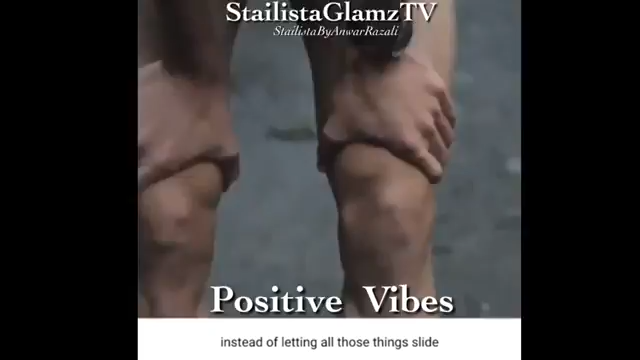 StailistaGlamzTV
StailistaByAnwarRazali
Positive Vibes
instead of letting all those things slide